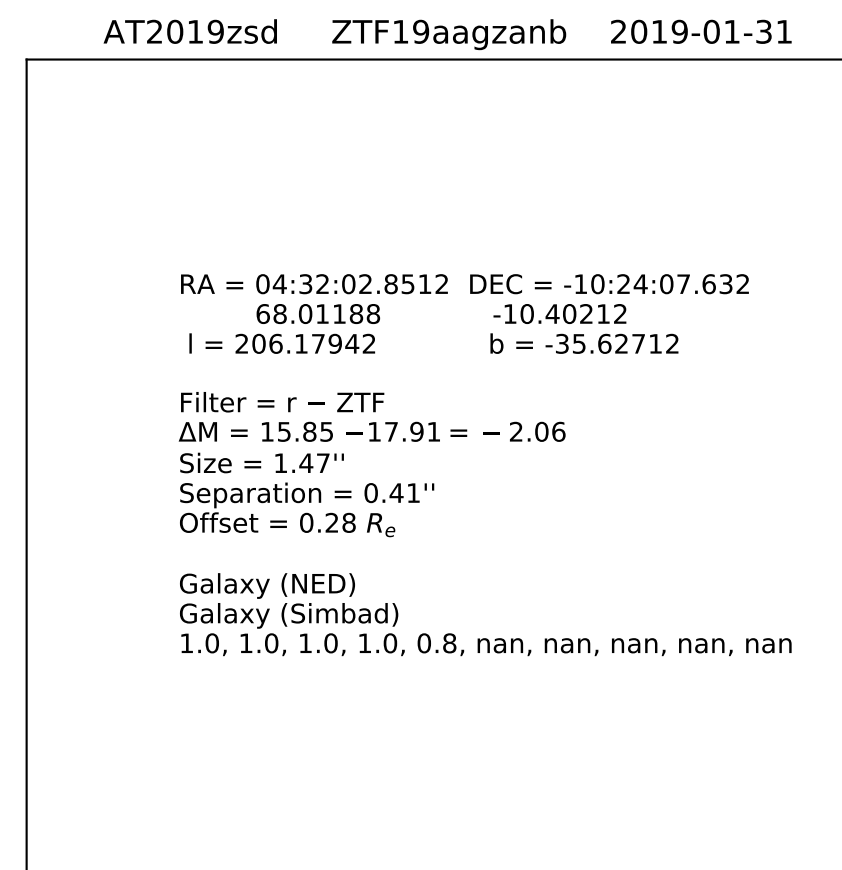 AT2019zsd ZTF19aagzanb 2019-01-31
RA = 04:32:02.8512 DEC = -10:24:07.632
68.01188 -10.40212
l = 206.17942 b = -35.62712
Filter = r − ZTF
ΔM = 15.85 −17.91 = − 2.06
Size = 1.47''
Separation = 0.41''
Offset = 0.28 Rₑ
Galaxy (NED)
Galaxy (Simbad)
1.0, 1.0, 1.0, 1.0, 0.8, nan, nan, nan, nan, nan